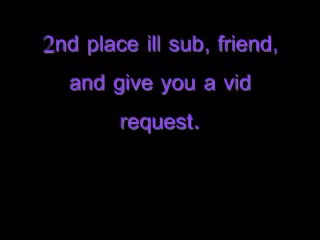 2nd place ill sub, friend,
and give you a vid
request.